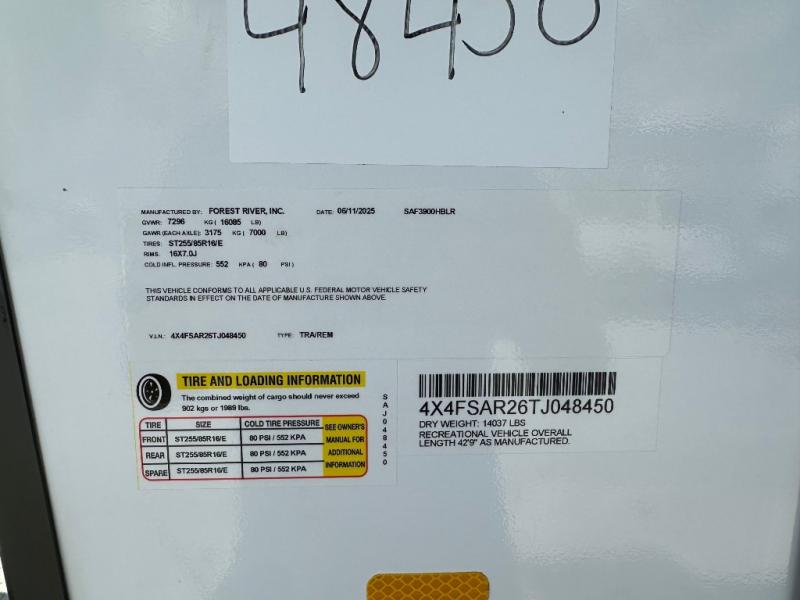 48450
MANUFACTURED BY: FOREST RIVER, INC. DATE: 06/11/2025 SAF3900HBLR
GVWR: 7296 KG ( 16085 LB)
GAWR (EACH AXLE): 3175 KG ( 7000 LB)
TIRES: ST255/85R16/E
RIMS: 16X7.0J
COLD INFL. PRESSURE: 552 KPA ( 80 PSI )
THIS VEHICLE CONFORMS TO ALL APPLICABLE U.S. FEDERAL MOTOR VEHICLE SAFETY
STANDARDS IN EFFECT ON THE DATE OF MANUFACTURE SHOWN ABOVE.
V.I.N.: 4X4FSAR26TJ048450 TYPE: TRA/REM
TIRE AND LOADING INFORMATION
The combined weight of cargo should never exceed
902 kgs or 1989 lbs.
TIRE SIZE COLD TIRE PRESSURE SEE OWNER'S
FRONT ST255/85R16/E 80 PSI / 552 KPA MANUAL FOR
REAR ST255/85R16/E 80 PSI / 552 KPA ADDITIONAL
SPARE ST255/85R16/E 80 PSI / 552 KPA INFORMATION
SAJ048450
4X4FSAR26TJ048450
DRY WEIGHT: 14037 LBS
RECREATIONAL VEHICLE OVERALL
LENGTH 42'9" AS MANUFACTURED.